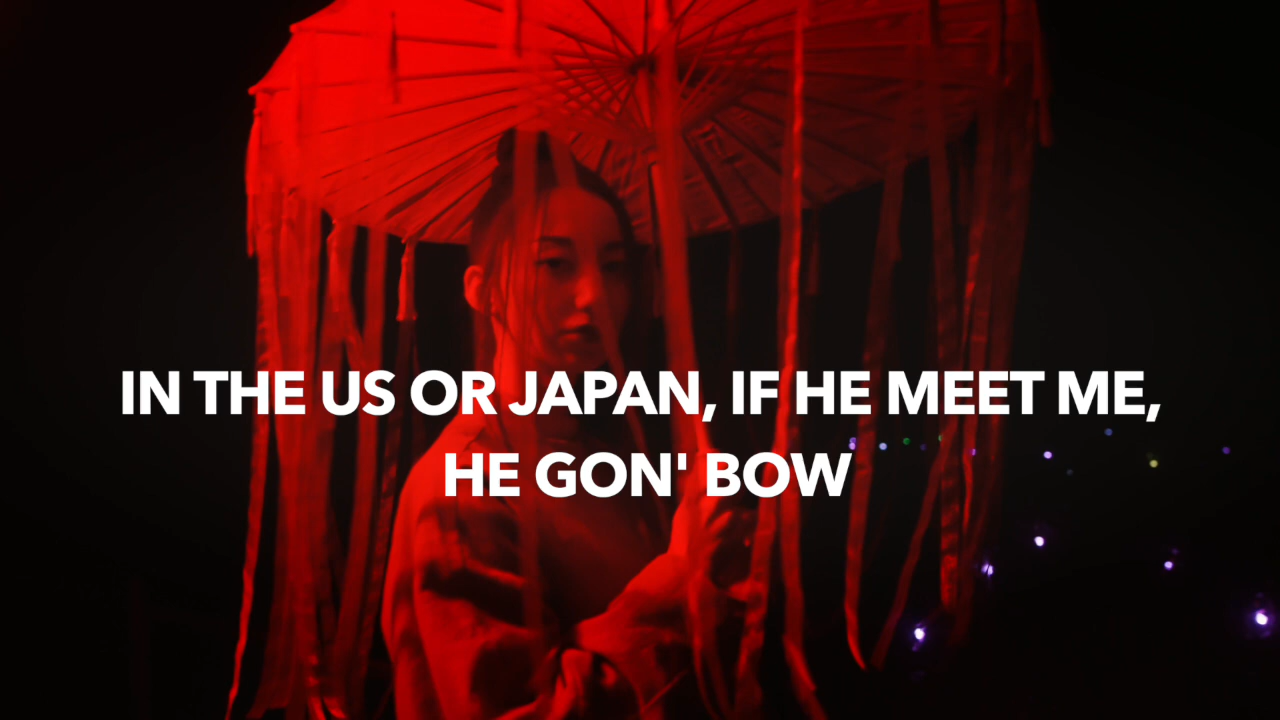 IN THE US OR JAPAN, IF HE MEET ME,
HE GON' BOW